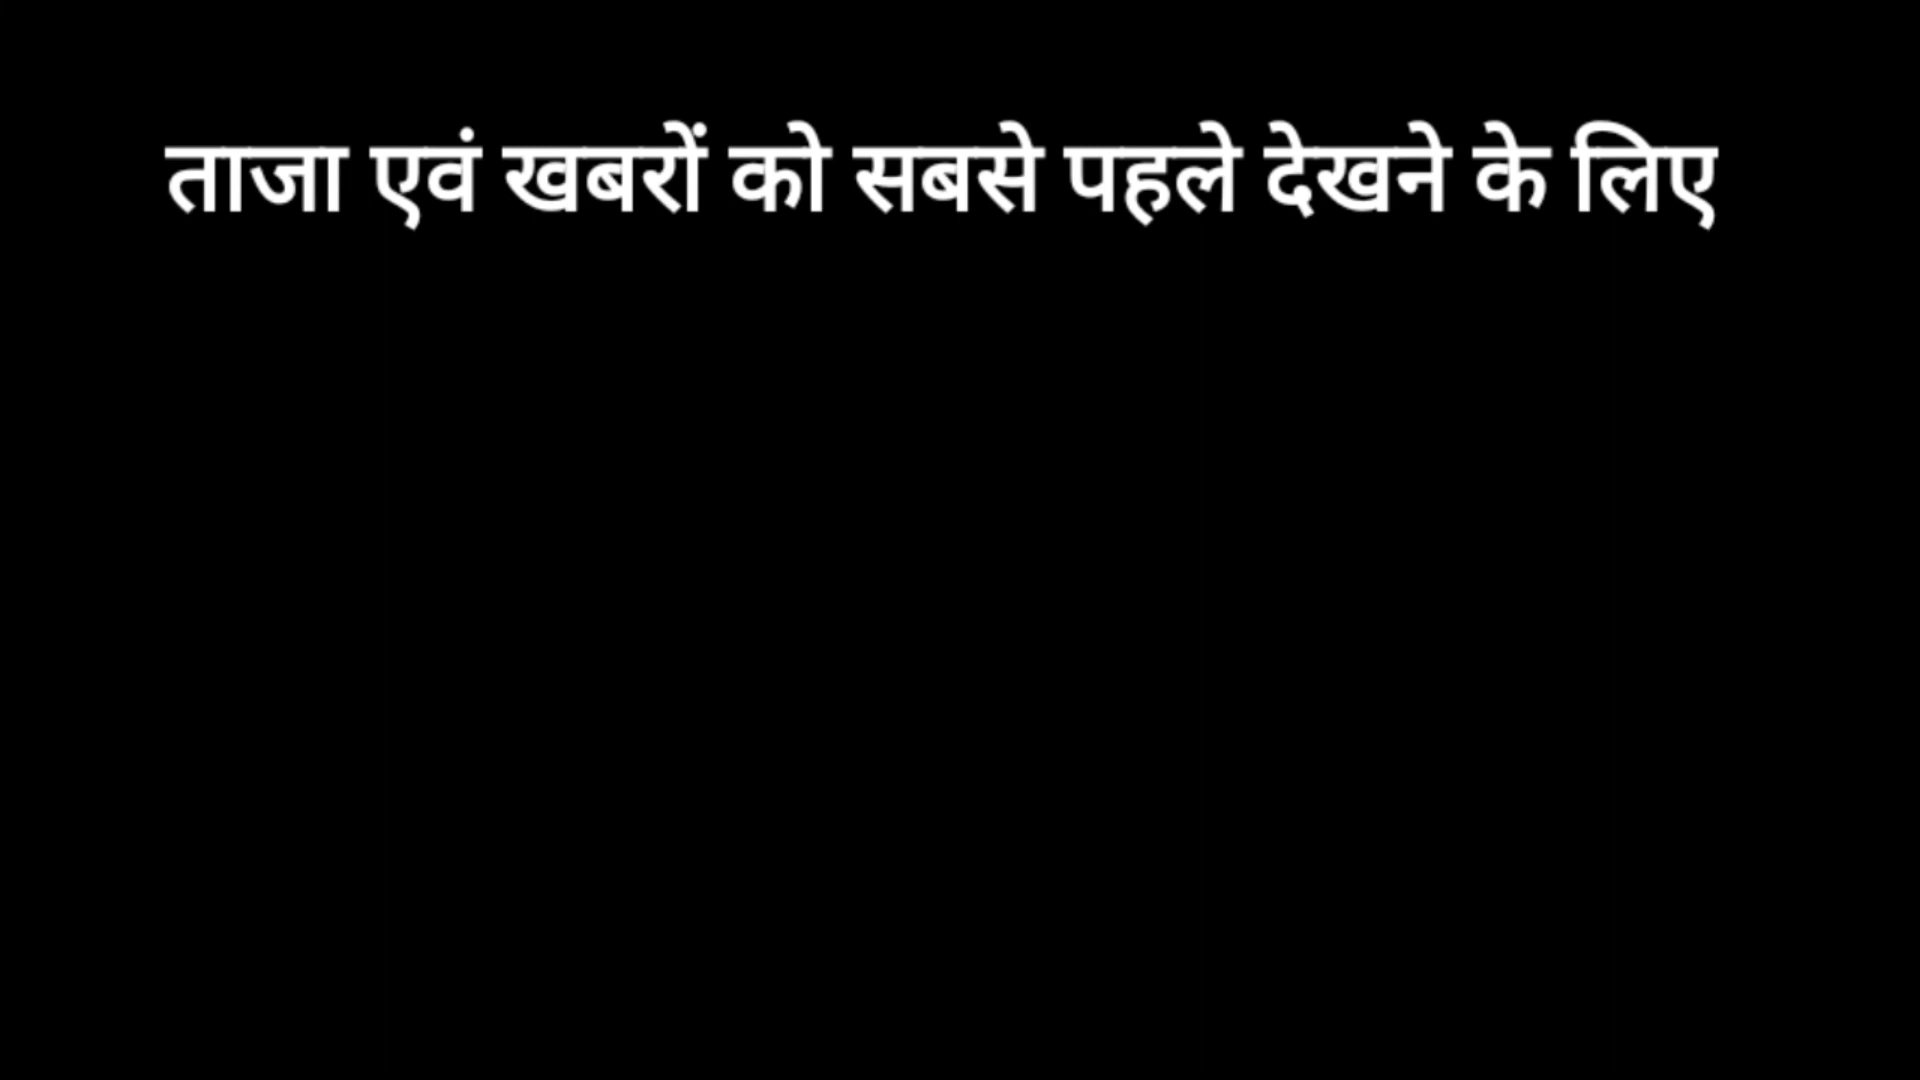 ताजा एवं खबरों को सबसे पहले देखने के लिए